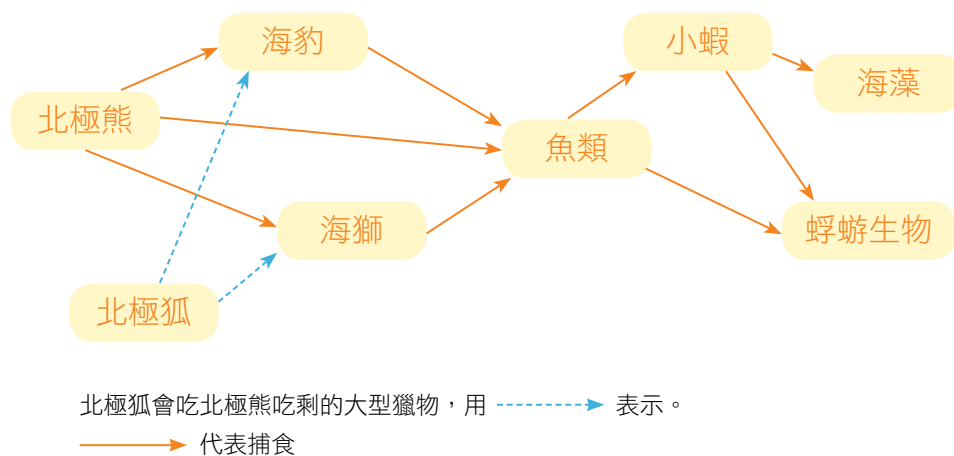 海豹
小蝦
海藻
北極熊
魚類
海獅
蜉蝣生物
北極狐
北極狐會吃北極熊吃剩的大型獵物，用 表示。
代表捕食